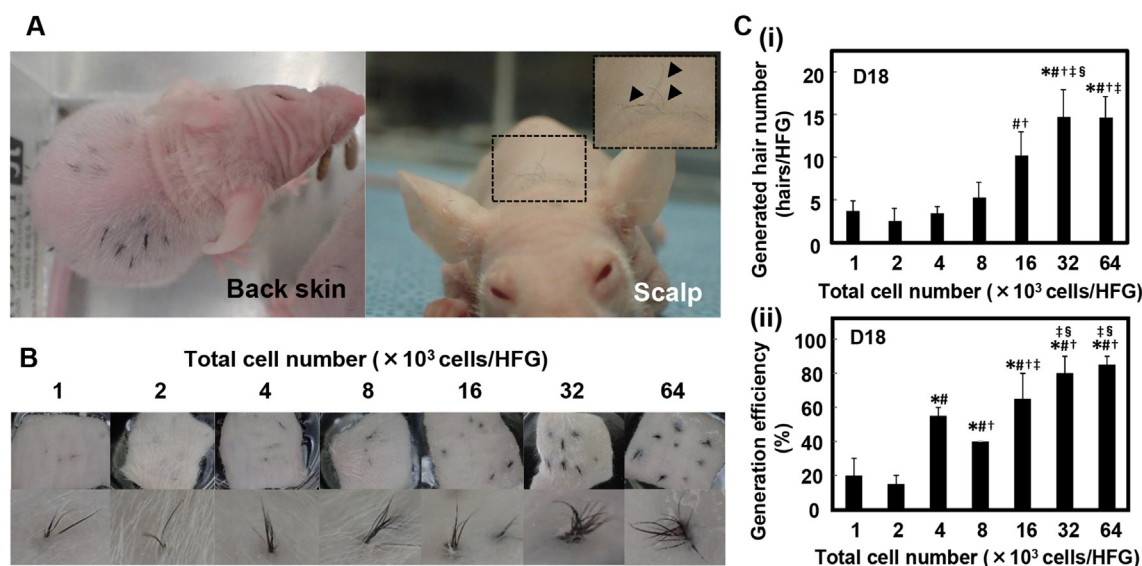 A
Back skin
Scalp
B
Total cell number (×10³ cells/HFG)
1 2 4 8 16 32 64
C (i)
Generated hair number
(hairs/HFG)
20
15
10
5
0
D18
#†
*#†‡§
*#†‡
1 2 4 8 16 32 64
Total cell number (×10³ cells/HFG)
(ii)
Generation efficiency
(%)
100
80
60
40
20
0
D18
*#
*#†
*#†‡
‡§
*#†
‡§
*#†
1 2 4 8 16 32 64
Total cell number (×10³ cells/HFG)